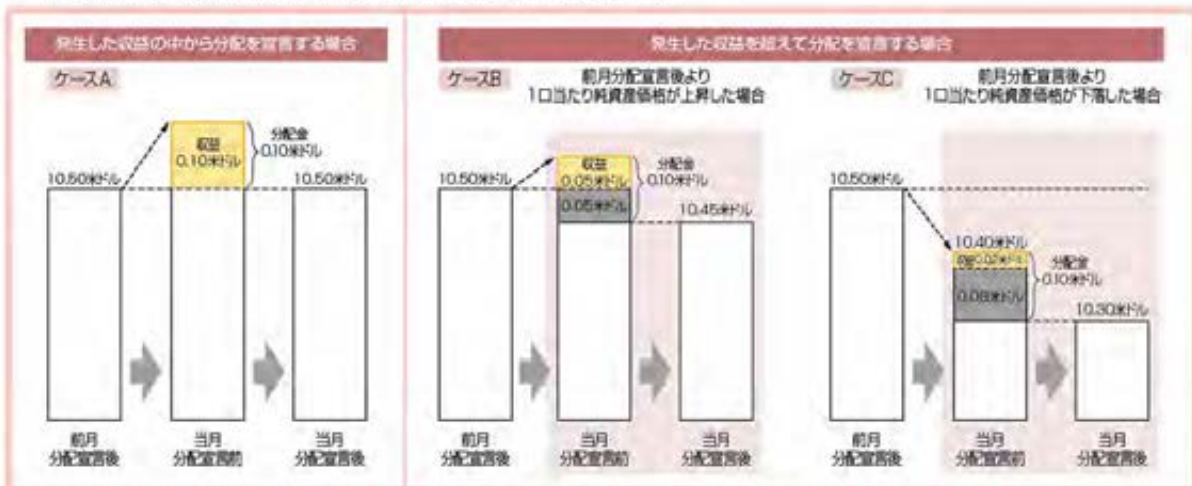 発生した収益の中から分配を宣言する場合
ケースA
収益
0.10米ドル
分配金
0.10米ドル
10.50米ドル
10.50米ドル
前月
分配宣言後
当月
分配宣言前
当月
分配宣言後
発生した収益を超えて分配を宣言する場合
ケースB
前月分配宣言後より
1口当たり純資産価格が上昇した場合
10.50米ドル
収益
0.05米ドル
0.05米ドル
分配金
0.10米ドル
10.45米ドル
前月
分配宣言後
当月
分配宣言前
当月
分配宣言後
ケースC
前月分配宣言後より
1口当たり純資産価格が下落した場合
10.50米ドル
10.40米ドル
収益0.02米ドル
0.08米ドル
分配金
0.10米ドル
10.30米ドル
前月
分配宣言後
当月
分配宣言前
当月
分配宣言後